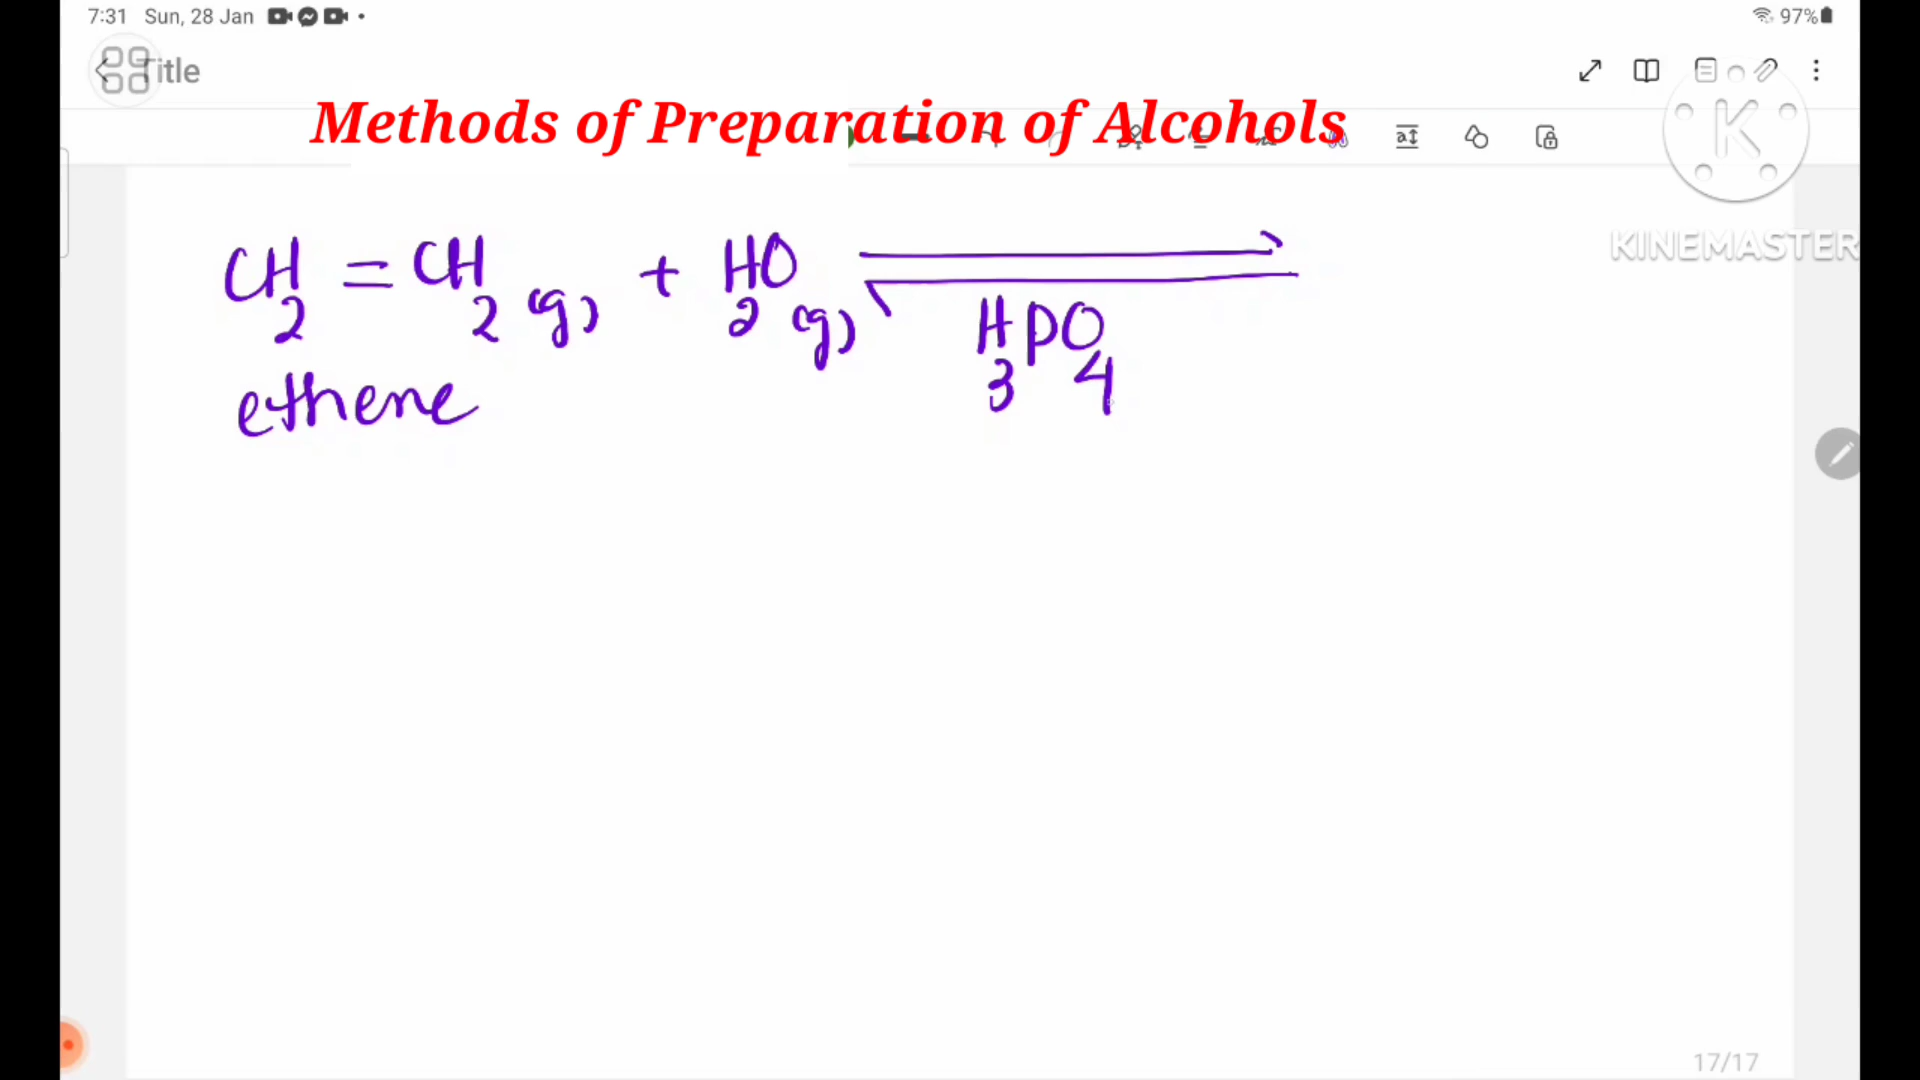 7:31 Sun, 28 Jan 97%
Title
Methods of Preparation of Alcohols
K
KINEMASTER
CH₂ = CH₂ (g) + H₂O (g) ⇌
H₃PO₄
ethene
17/17